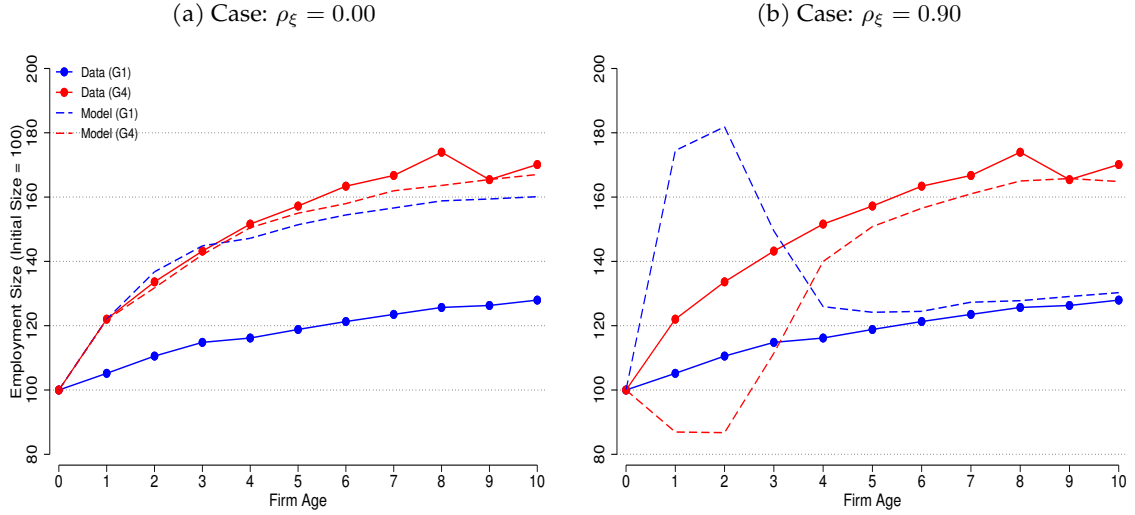 (a) Case: ρξ = 0.00
Employment Size (Initial Size = 100)
200
180
160
140
120
100
80
Data (G1)
Data (G4)
Model (G1)
Model (G4)
0 1 2 3 4 5 6 7 8 9 10
Firm Age
(b) Case: ρξ = 0.90
200
180
160
140
120
100
80
0 1 2 3 4 5 6 7 8 9 10
Firm Age